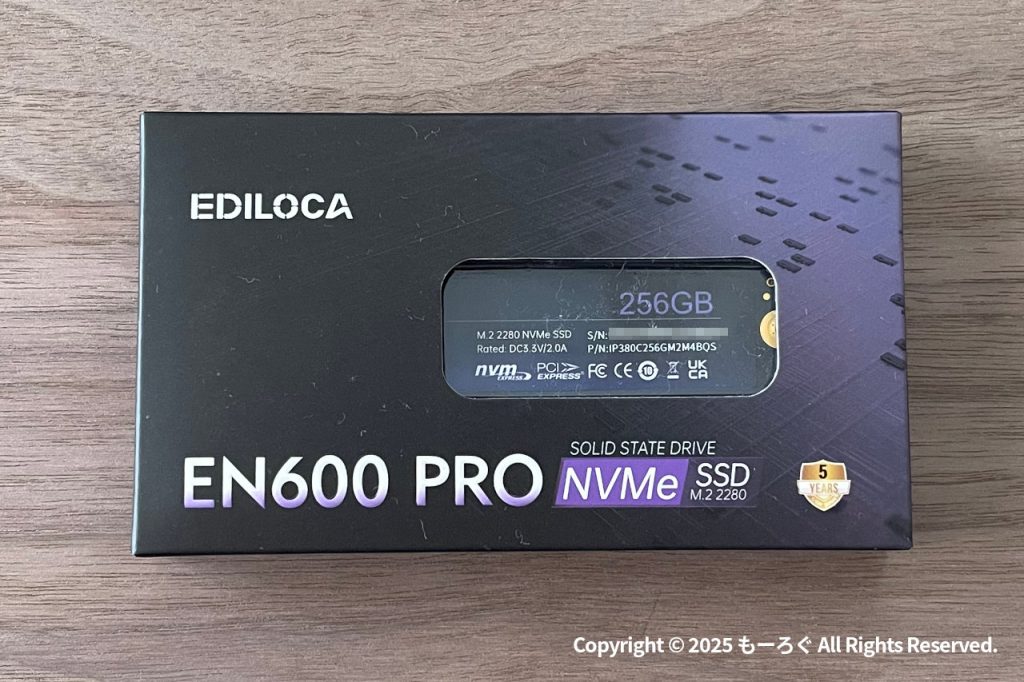 EDILOCA
256GB
M.2 2280 NVMe SSD S/N:
Rated: DC3.3V/2.0A P/N:IP380C256GM2M4BQS
nvm EXPRESS PCI EXPRESS FC CE 10 UK CA
SOLID STATE DRIVE
EN600 PRO NVMe SSD
M.2 2280
5
YEARS
Copyright © 2025 もーろぐ All Rights Reserved.